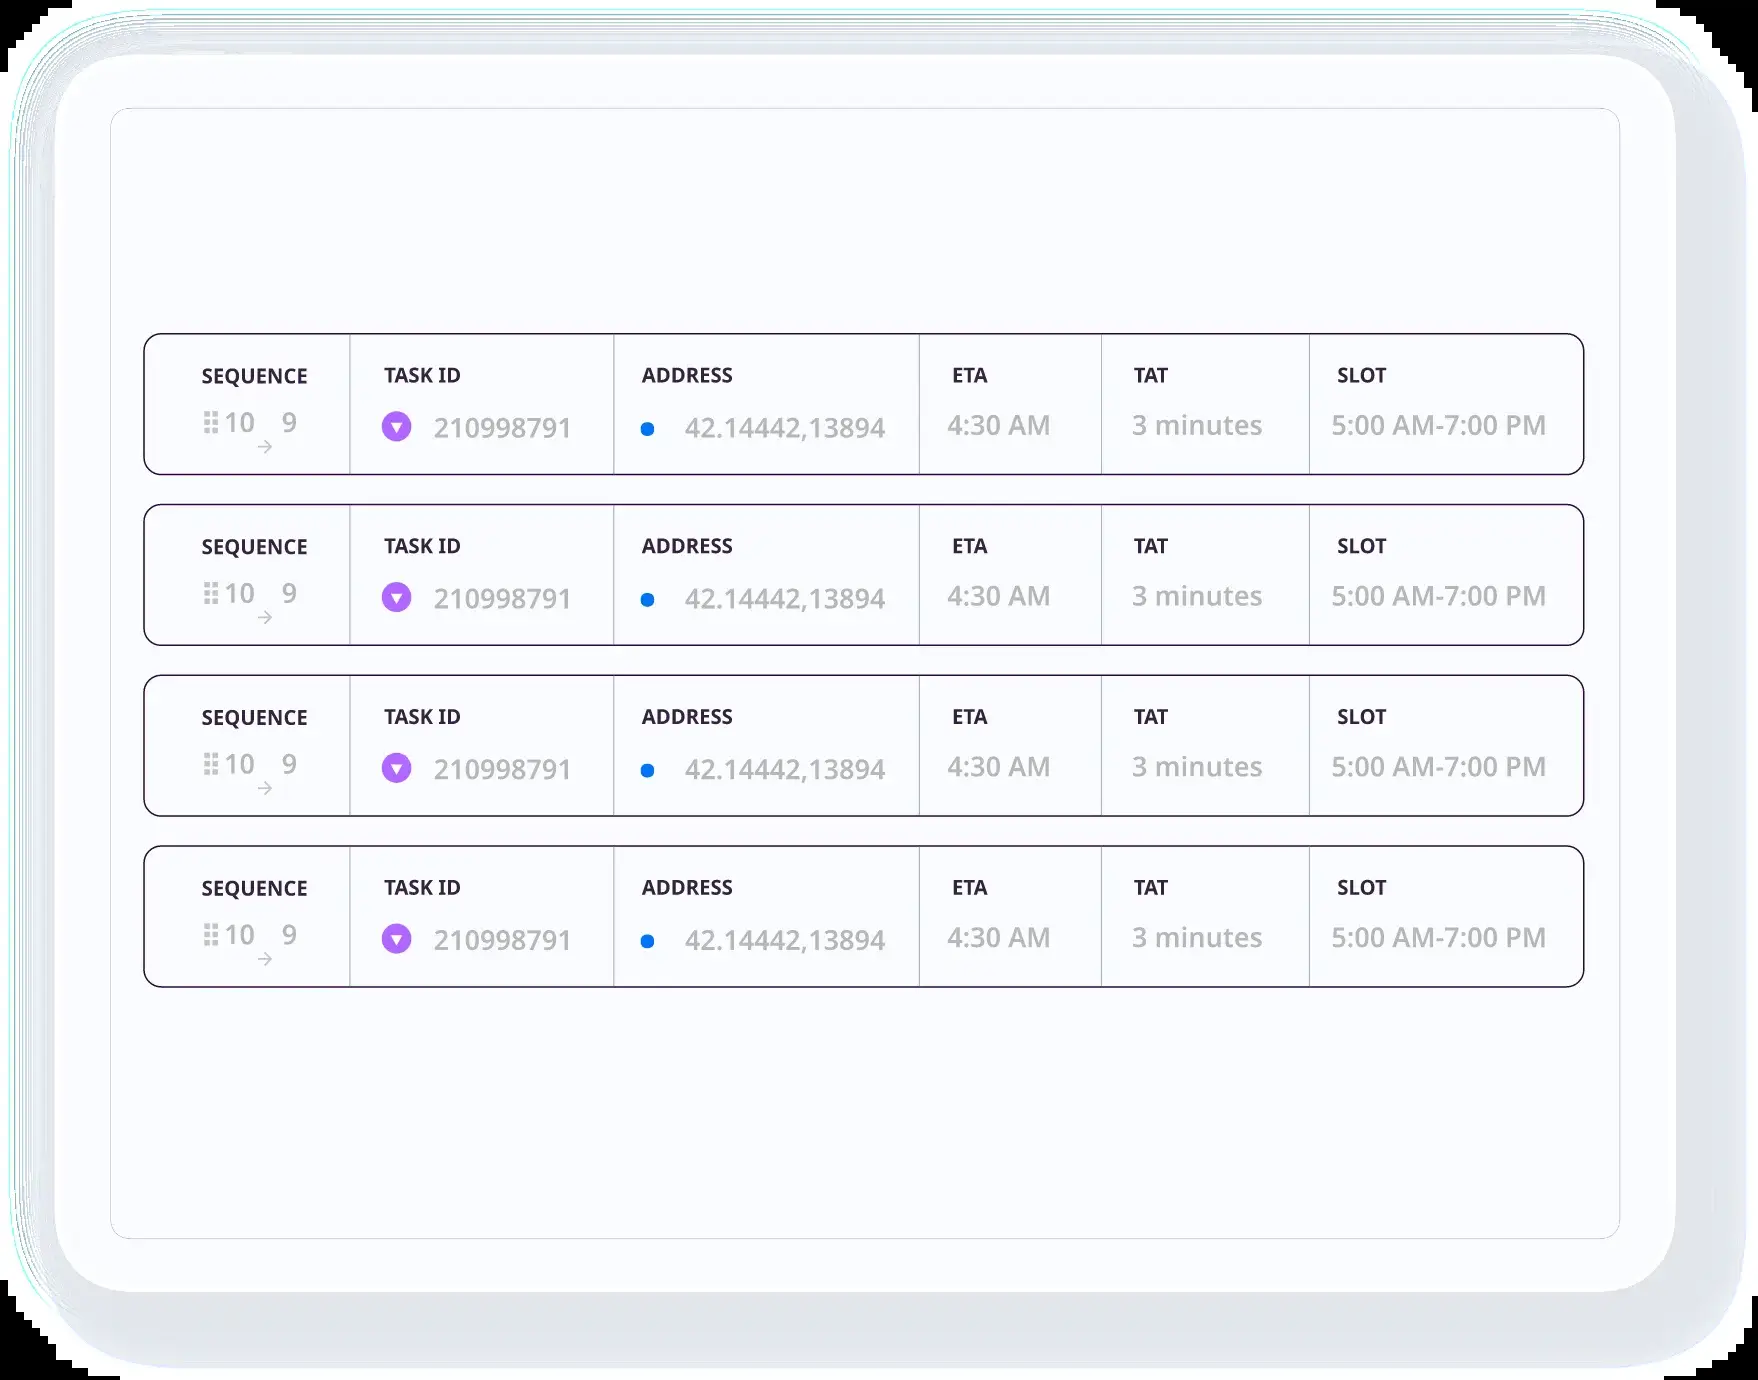 SEQUENCE TASK ID ADDRESS ETA TAT SLOT
10 → 9 210998791 42.14442,13894 4:30 AM 3 minutes 5:00 AM-7:00 PM
SEQUENCE TASK ID ADDRESS ETA TAT SLOT
10 → 9 210998791 42.14442,13894 4:30 AM 3 minutes 5:00 AM-7:00 PM
SEQUENCE TASK ID ADDRESS ETA TAT SLOT
10 → 9 210998791 42.14442,13894 4:30 AM 3 minutes 5:00 AM-7:00 PM
SEQUENCE TASK ID ADDRESS ETA TAT SLOT
10 → 9 210998791 42.14442,13894 4:30 AM 3 minutes 5:00 AM-7:00 PM